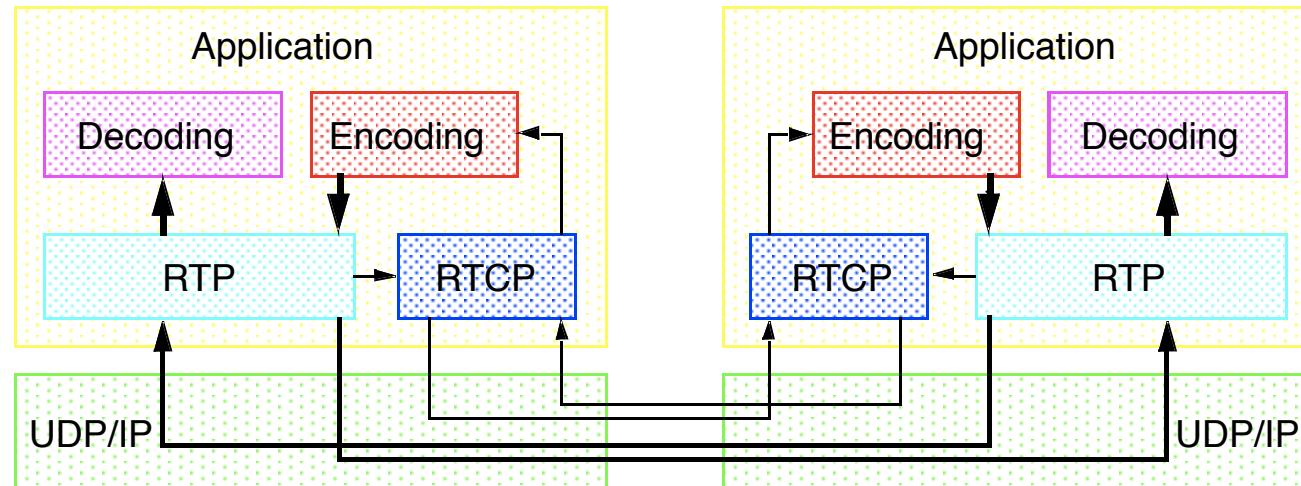 Application
Application
Decoding
Encoding
Encoding
Decoding
RTP
RTCP
RTCP
RTP
UDP/IP
UDP/IP